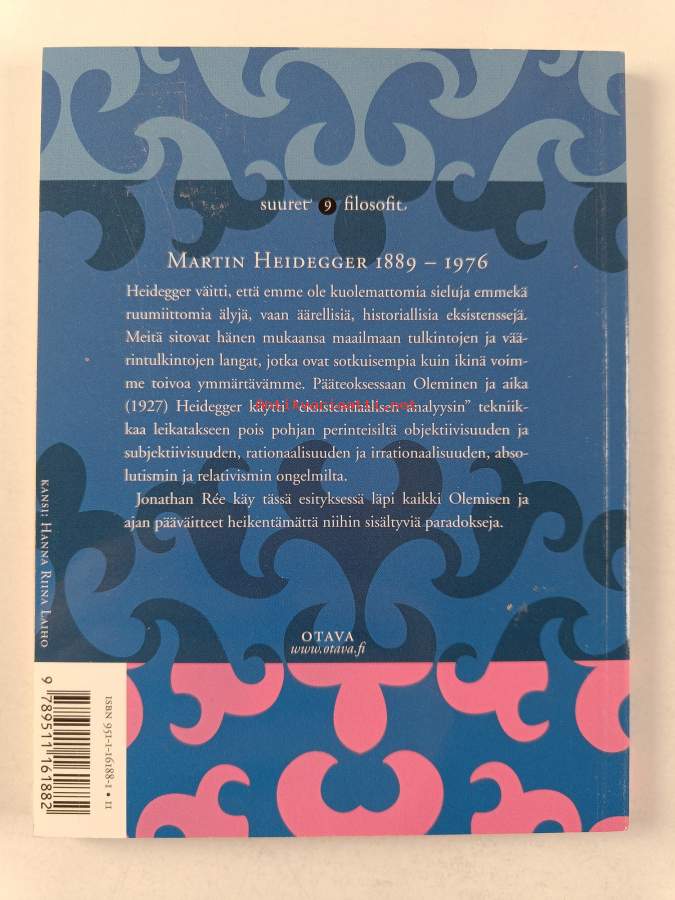 suuret 9 filosofit
MARTIN HEIDEGGER 1889 – 1976
Heidegger väitti, että emme ole kuolemattomia sieluja emmekä
ruumiittomia älyjä, vaan äärellisiä, historiallisia eksistenssejä.
Meitä sitovat hänen mukaansa maailmaan tulkintojen ja vää-
rintulkintojen langat, jotka ovat sotkuisempia kuin ikinä voim-
me toivoa ymmärtävämme. Pääteoksessaan Oleminen ja aika
(1927) Heidegger käytti "eksistentiaalisen analyysin" tekniik-
kaa leikatakseen pois pohjan perinteisiltä objektiivisuuden ja
subjektiivisuuden, rationaalisuuden ja irrationaalisuuden, abso-
lutismin ja relativismin ongelmilta.
Jonathan Rée käy tässä esityksessä läpi kaikki Olemisen ja
ajan pääväitteet heikentämättä niihin sisältyviä paradokseja.
OTAVA
www.otava.fi
KANSI: HANNA RIINA LAIHO
ISBN 951-1-16188-1 • 11
9 789511 161882